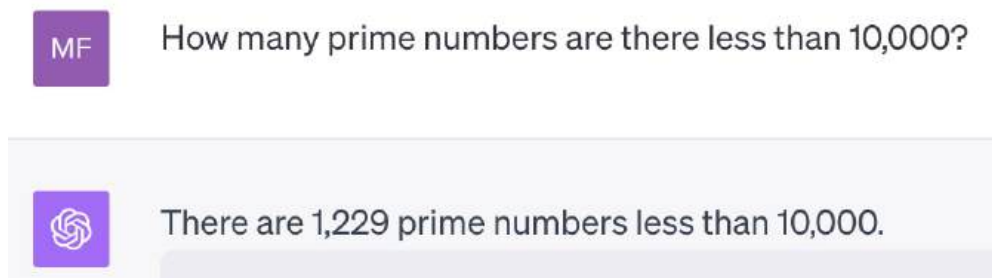 MF
How many prime numbers are there less than 10,000?
There are 1,229 prime numbers less than 10,000.